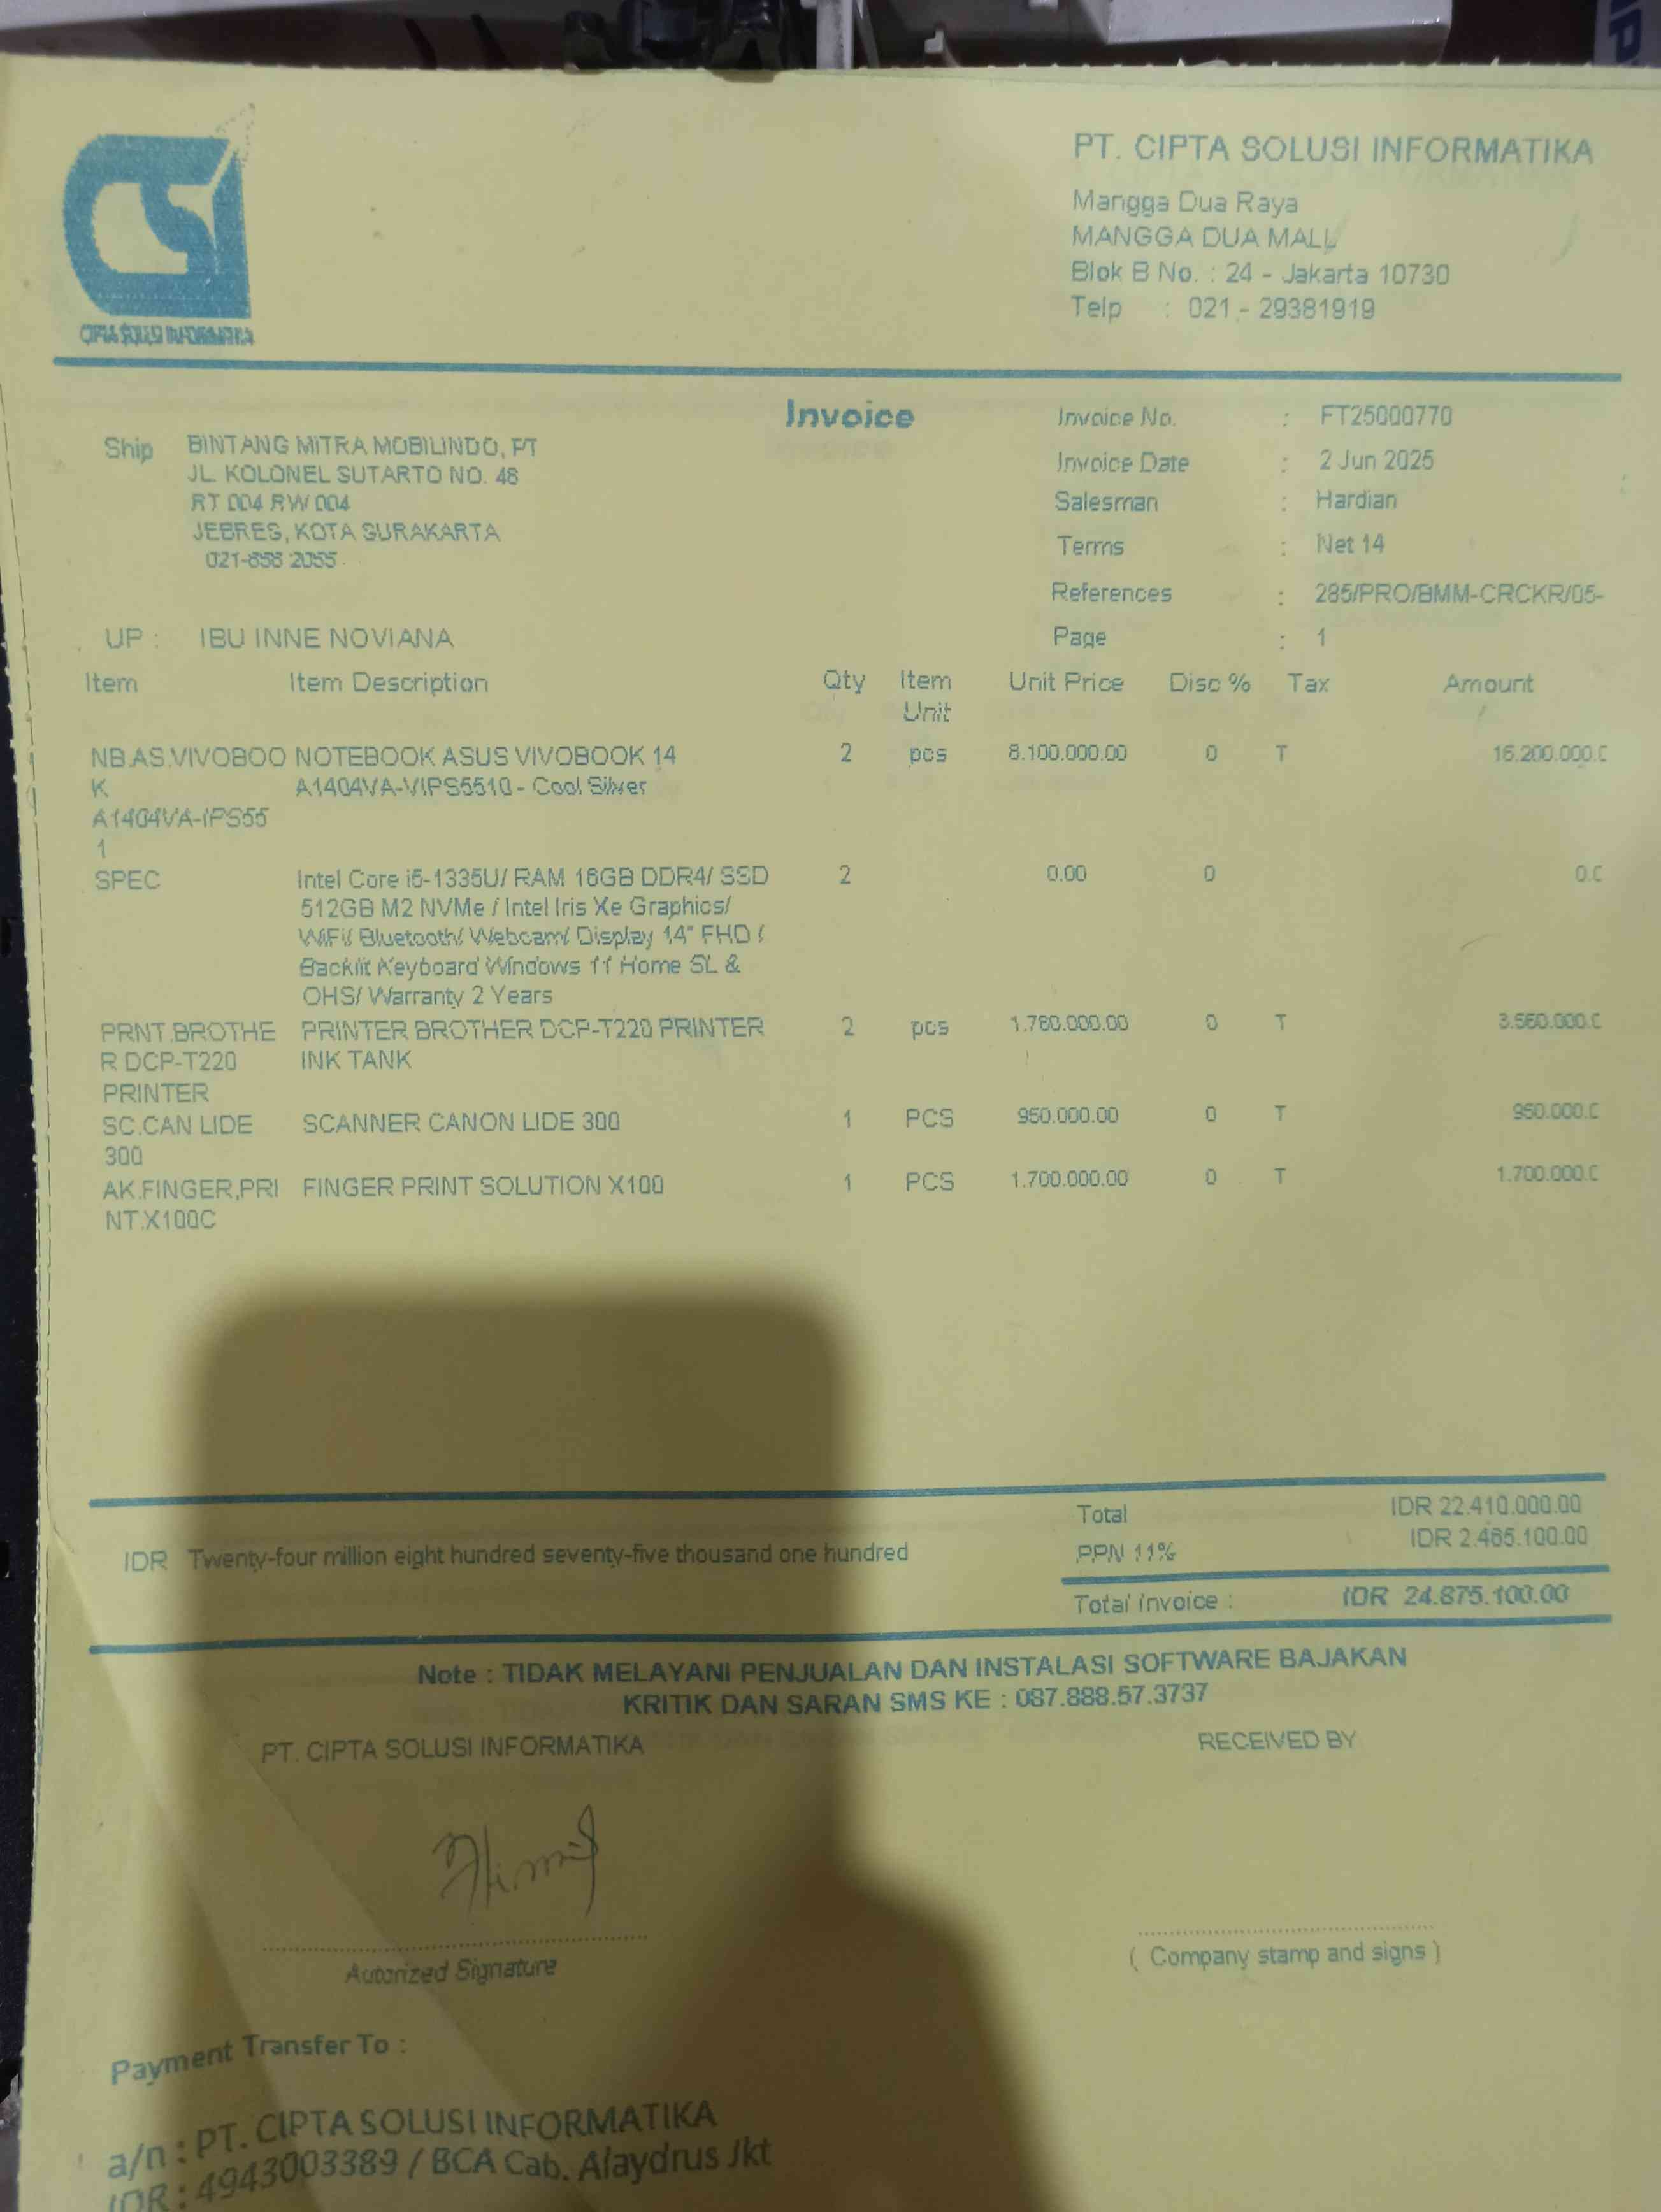 CSI
CIPTA SOLUSI INFORMATIKA
PT. CIPTA SOLUSI INFORMATIKA
Mangga Dua Raya
MANGGA DUA MALL
Blok B No. : 24 - Jakarta 10730
Telp : 021 - 29381919
Invoice
Ship BINTANG MITRA MOBILINDO, PT
JL. KOLONEL SUTARTO NO. 48
RT 004 RW 004
JEBRES, KOTA SURAKARTA
021-858 2055
UP : IBU INNE NOVIANA
Invoice No. : FT25000770
Invoice Date : 2 Jun 2025
Salesman : Hardian
Terms : Net 14
References : 285/PRO/BMM-CRCKR/05-
Page : 1
Item Item Description Qty Item Unit Unit Price Disc % Tax Amount
NB.AS.VIVOBOO NOTEBOOK ASUS VIVOBOOK 14 2 pcs 8.100.000.00 0 T 16.200.000.0
K A1404VA-VIPS5510 - Cool Silver
A1404VA-IPS55
1
SPEC Intel Core i5-1335U/ RAM 16GB DDR4/ SSD 2 0.00 0 0.0
512GB M2 NVMe / Intel Iris Xe Graphics/
WiFi/ Bluetooth/ Webcam/ Display 14" FHD /
Backlit Keyboard Windows 11 Home SL &
OHS/ Warranty 2 Years
PRNT.BROTHE PRINTER BROTHER DCP-T220 PRINTER 2 pcs 1.780.000.00 0 T 3.560.000.0
R DCP-T220 INK TANK
PRINTER
SC.CAN LIDE SCANNER CANON LIDE 300 1 PCS 950.000.00 0 T 950.000.0
300
AK.FINGER,PRI FINGER PRINT SOLUTION X100 1 PCS 1.700.000.00 0 T 1.700.000.0
NT.X100C
Total IDR 22.410.000.00
PPN 11% IDR 2.465.100.00
IDR Twenty-four million eight hundred seventy-five thousand one hundred
Total Invoice : IDR 24.875.100.00
Note : TIDAK MELAYANI PENJUALAN DAN INSTALASI SOFTWARE BAJAKAN
KRITIK DAN SARAN SMS KE : 087.888.57.3737
PT. CIPTA SOLUSI INFORMATIKA RECEIVED BY
Autorized Signature ( Company stamp and signs )
Payment Transfer To :
a/n : PT. CIPTA SOLUSI INFORMATIKA
IDR : 4943003389 / BCA Cab. Alaydrus Jkt